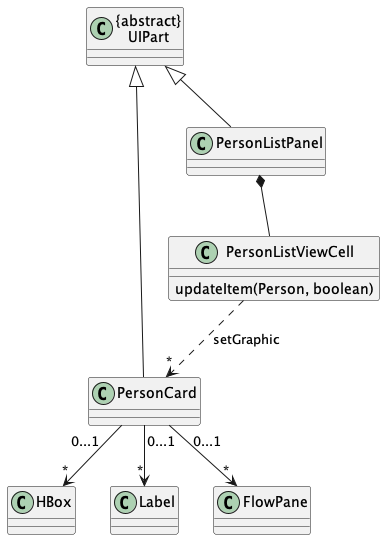 C
{abstract}
UIPart
C PersonListPanel
C PersonListViewCell
updateItem(Person, boolean)
setGraphic
*
C PersonCard
0...1
0...1
0...1
*
*
*
C HBox
C Label
C FlowPane